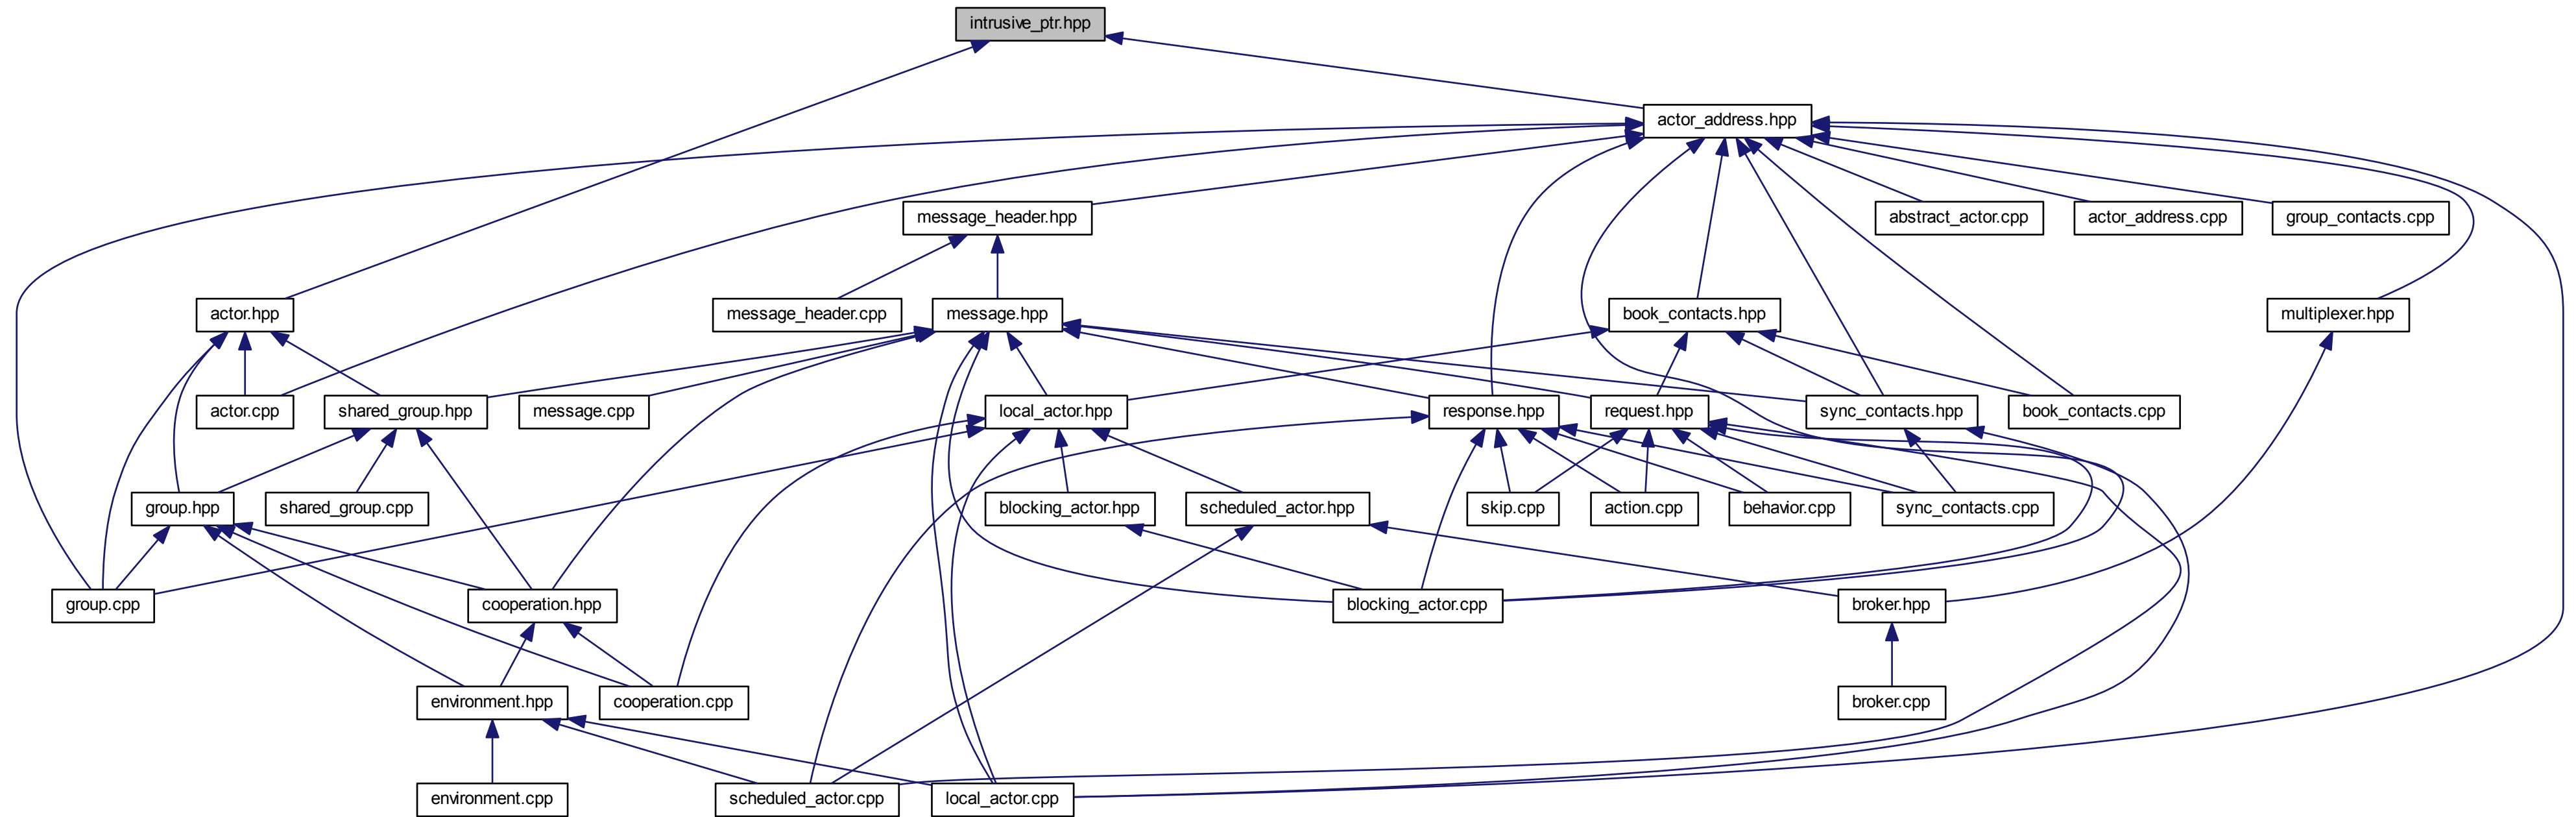 intrusive_ptr.hpp
actor_address.hpp
message_header.hpp
abstract_actor.cpp
actor_address.cpp
group_contacts.cpp
actor.hpp
message_header.cpp
message.hpp
book_contacts.hpp
multiplexer.hpp
actor.cpp
shared_group.hpp
message.cpp
local_actor.hpp
response.hpp
request.hpp
sync_contacts.hpp
book_contacts.cpp
group.hpp
shared_group.cpp
blocking_actor.hpp
scheduled_actor.hpp
skip.cpp
action.cpp
behavior.cpp
sync_contacts.cpp
group.cpp
cooperation.hpp
blocking_actor.cpp
broker.hpp
environment.hpp
cooperation.cpp
broker.cpp
environment.cpp
scheduled_actor.cpp
local_actor.cpp